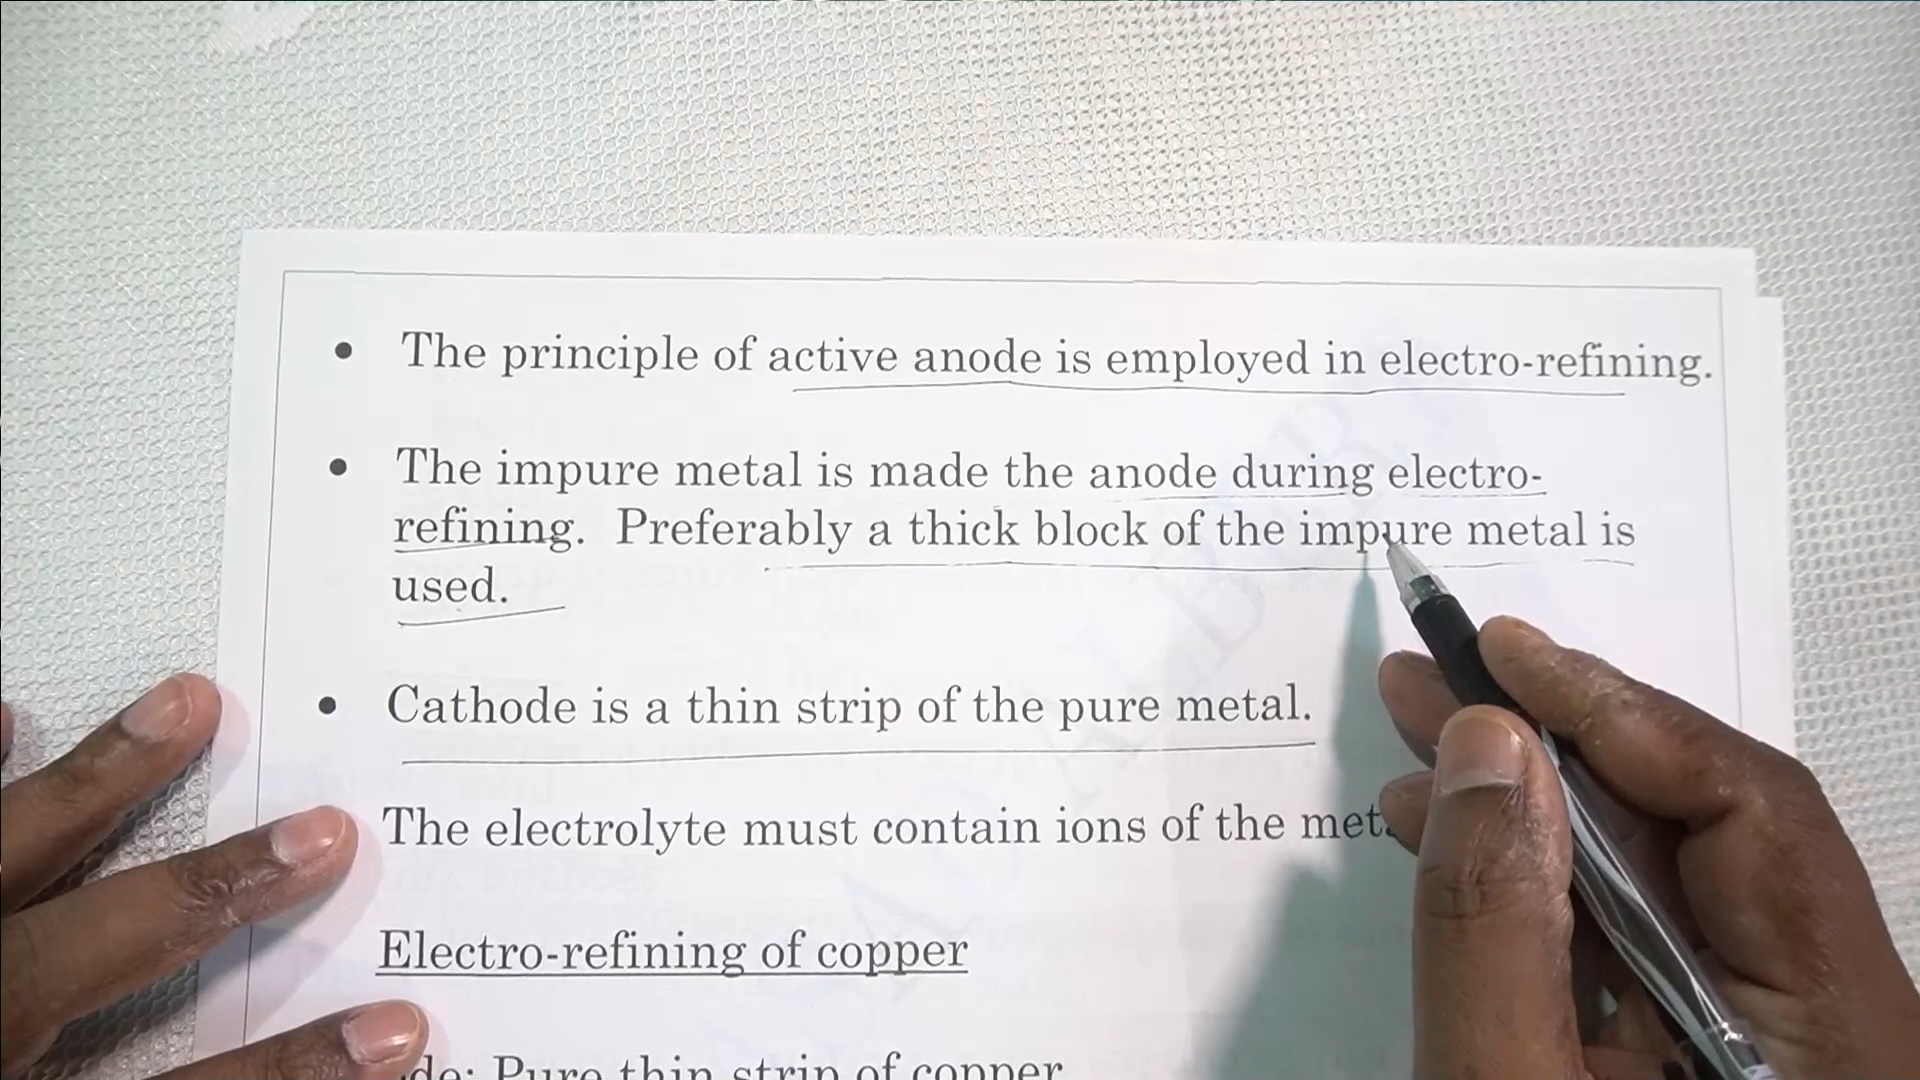 • The principle of active anode is employed in electro-refining.
• The impure metal is made the anode during electro-
refining. Preferably a thick block of the impure metal is
used.
• Cathode is a thin strip of the pure metal.
The electrolyte must contain ions of the
Electro-refining of copper
Pure thin strip of copper